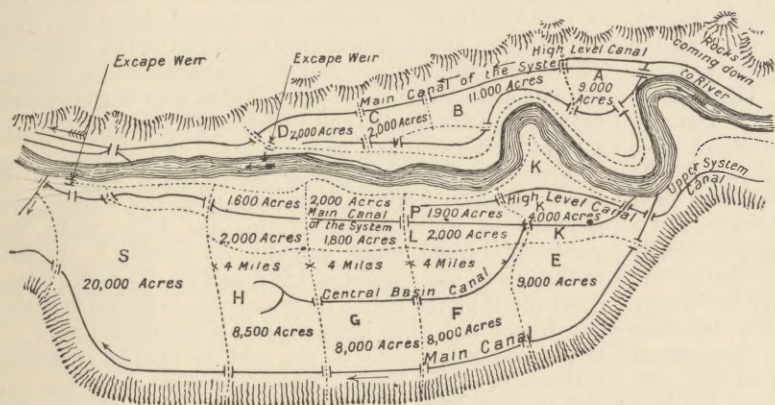 Excape Weir
Excape Weir
High Level Canal
Rocks
coming down
to River
Main Canal of the System
A
9,000
Acres
11,000 Acres
B
C
2,000 Acres
D 2,000 Acres
K
Upper System
Canal
High Level Canal
1,600 Acres
2,000 Acres
Main Canal
of the System
1,800 Acres
2,000 Acres
P 1,900 Acres
L 2,000 Acres
K
4,000 Acres
K
S
20,000 Acres
4 Miles
4 Miles
4 Miles
E
9,000 Acres
H
8,500 Acres
Central Basin Canal
G
8,000 Acres
F
8,000 Acres
Main Canal